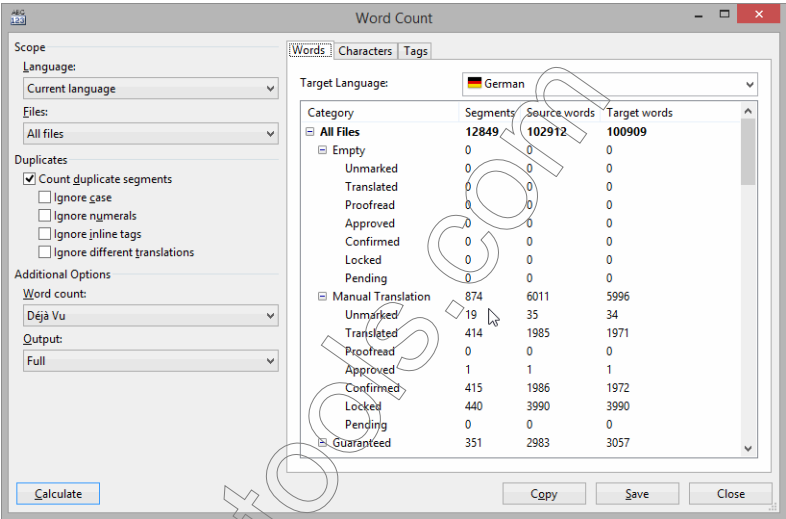 ABC
123
Word Count
Scope
Language:
Current language
Files:
All files
Duplicates
Count duplicate segments
Ignore case
Ignore numerals
Ignore inline tags
Ignore different translations
Additional Options
Word count:
Déjà Vu
Output:
Full
Calculate
Words Characters Tags
Target Language: German
Category Segments Source words Target words
All Files 12849 102912 100909
Empty 0 0 0
Unmarked 0 0 0
Translated 0 0 0
Proofread 0 0 0
Approved 0 0 0
Confirmed 0 0 0
Locked 0 0 0
Pending 0 0 0
Manual Translation 874 6011 5996
Unmarked 19 35 34
Translated 414 1985 1971
Proofread 0 0 0
Approved 1 1 1
Confirmed 415 1986 1972
Locked 440 3990 3990
Pending 0 0 0
Guaranteed 351 2983 3057
Copy Save Close